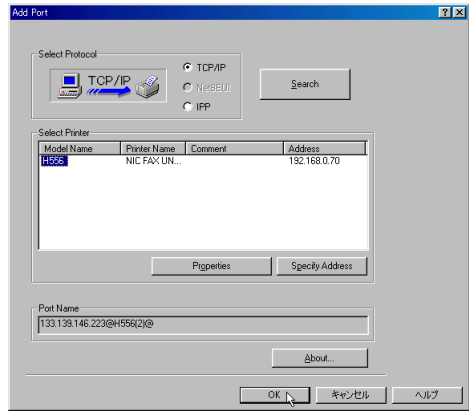 Add Port
Select Protocol
TCP/IP
TCP/IP
NetBEUI
IPP
Search
Select Printer
Model Name Printer Name Comment Address
H556 NIC FAX UN... 192.168.0.70
Properties Specify Address
Port Name
133.139.146.223@H556(2)@
About...
OK キャンセル ヘルプ